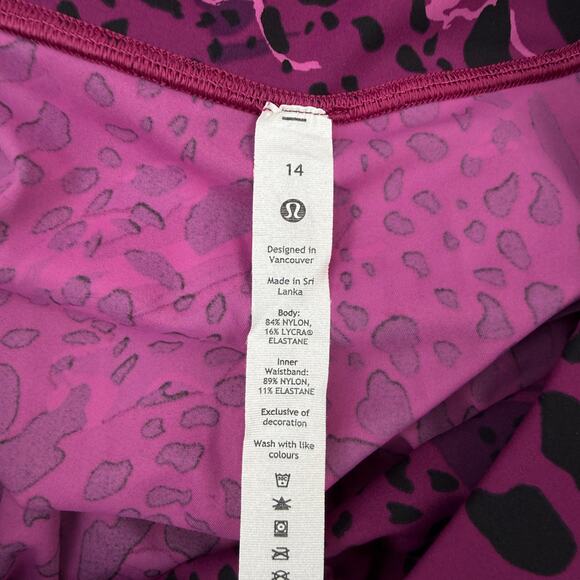 14
Designed in
Vancouver
Made in Sri
Lanka
Body:
84% NYLON,
16% LYCRA®
ELASTANE
Inner
Waistband:
89% NYLON,
11% ELASTANE
Exclusive of
decoration
Wash with like
colours